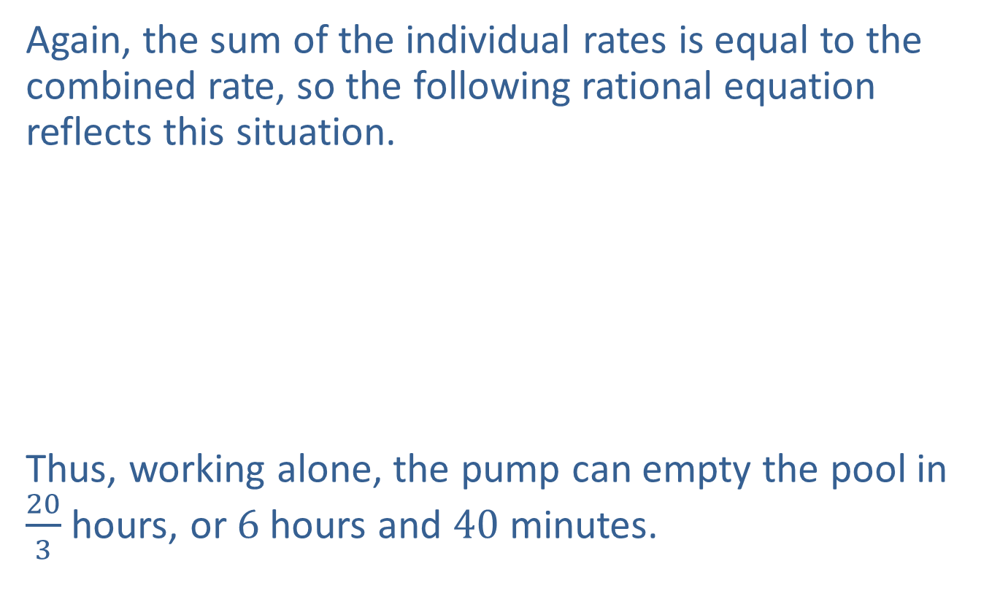 Again, the sum of the individual rates is equal to the
combined rate, so the following rational equation
reflects this situation.
Thus, working alone, the pump can empty the pool in
20/3 hours, or 6 hours and 40 minutes.